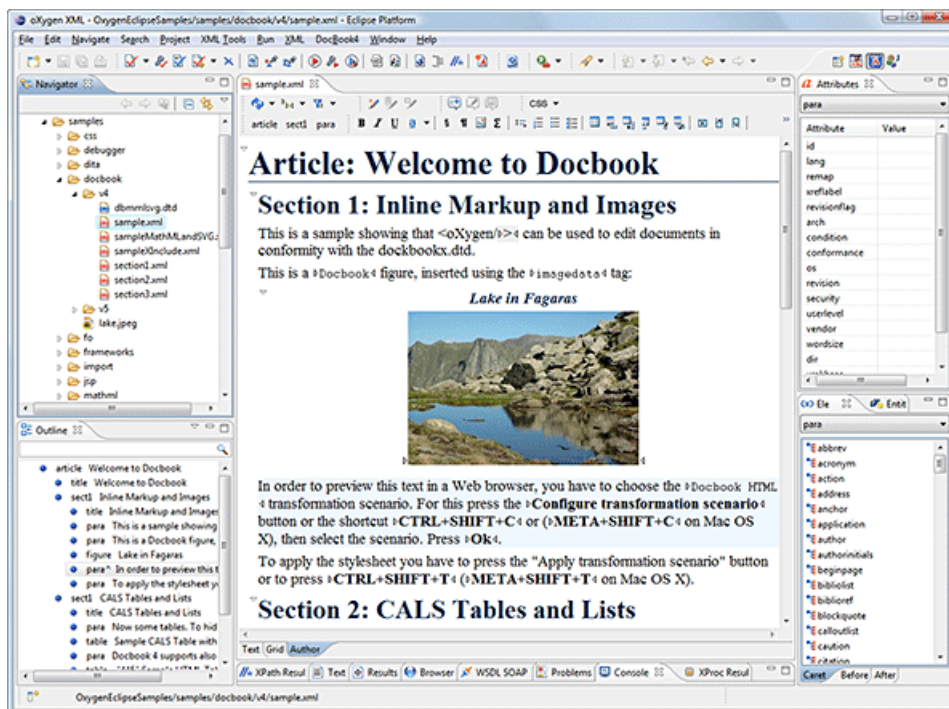 oXygen XML - OxygenEclipseSamples/samples/docbook/v4/sample.xml - Eclipse Platform
File Edit Navigate Search Project XML Tools Run XML DocBook4 Window Help
Navigator
samples
css
debugger
dita
docbook
v4
dbmmlsvg.dtd
sample.xml
sampleMathMLandSVG.
sampleXInclude.xml
section1.xml
section2.xml
section3.xml
v5
lake.jpeg
fo
frameworks
import
jsp
mathml
Outline
article Welcome to Docbook
title Welcome to Docbook
sect1 Inline Markup and Images
title Inline Markup and Images
para This is a sample showing
para This is a Docbook figure,
figure Lake in Fagaras
para* In order to preview this t
para To apply the stylesheet y
sect1 CALS Tables and Lists
title CALS Tables and Lists
para Now some tables. To hid
table Sample CALS Table with
para Docbook 4 supports also
sample.xml
CSS
article sect1 para B I U
Article: Welcome to Docbook
Section 1: Inline Markup and Images
This is a sample showing that <oXygen/> can be used to edit documents in
conformity with the dockbookx.dtd.
This is a Docbook figure, inserted using the imagedata tag:
Lake in Fagaras
In order to preview this text in a Web browser, you have to choose the Docbook HTML
transformation scenario. For this press the Configure transformation scenario
button or the shortcut CTRL+SHIFT+C or (META+SHIFT+C on Mac OS
X), then select the scenario. Press Ok.
To apply the stylesheet you have to press the "Apply transformation scenario" button
or to press CTRL+SHIFT+T (META+SHIFT+T on Mac OS X).
Section 2: CALS Tables and Lists
Text Grid Author
XPath Resul Text Results Browser WSDL SOAP Problems Console XProc Resul
Attributes
para
Attribute Value
id
lang
remap
xreflabel
revisionflag
arch
condition
conformance
os
revision
security
userlevel
vendor
wordsize
dir
Ele Entit
para
abbrev
acronym
action
address
anchor
application
author
authorinitials
beginpage
bibliolist
biblioref
blockquote
calloutlist
caution
citation
Caret Before After
OxygenEclipseSamples/samples/docbook/v4/sample.xml